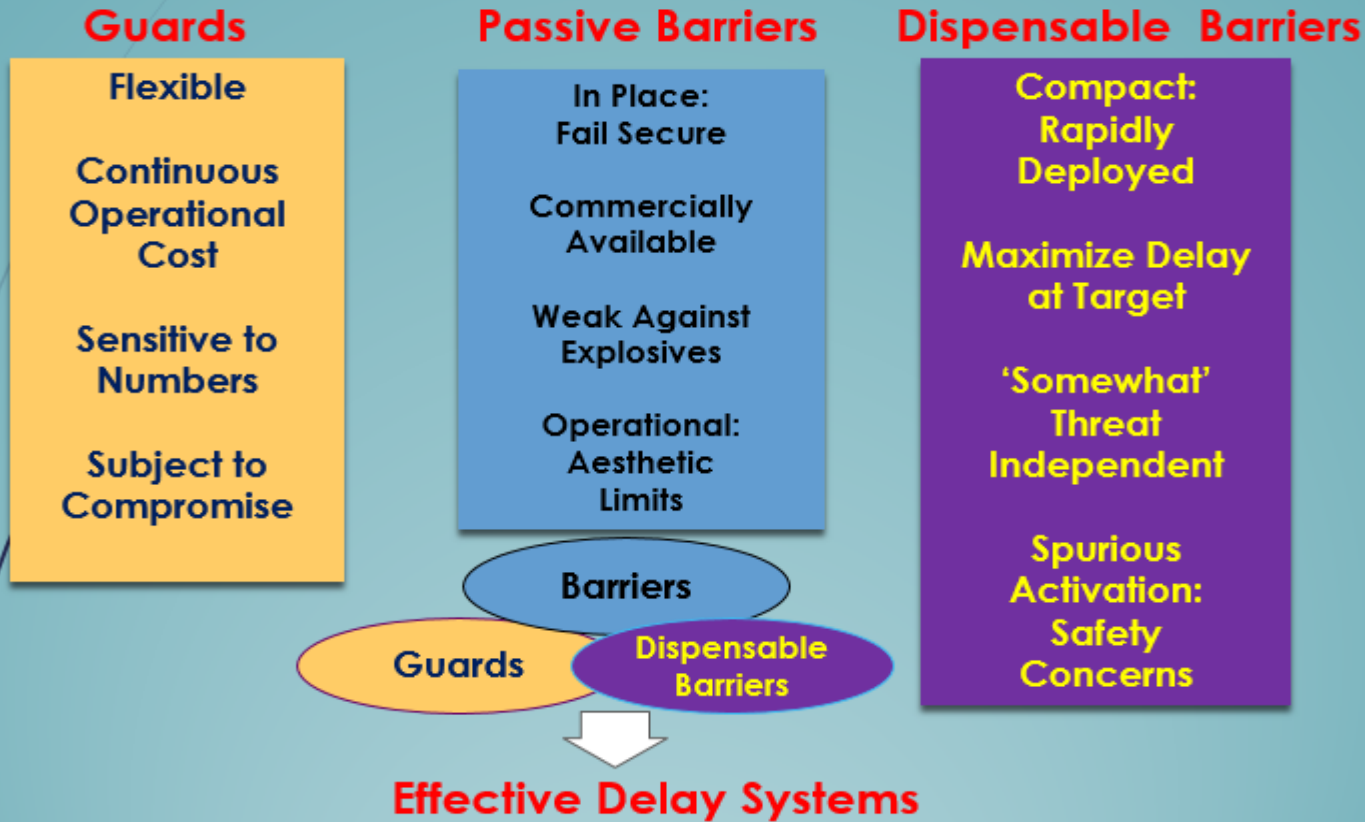 Guards
Flexible
Continuous
Operational
Cost
Sensitive to
Numbers
Subject to
Compromise
Passive Barriers
In Place:
Fail Secure
Commercially
Available
Weak Against
Explosives
Operational:
Aesthetic
Limits
Dispensable  Barriers
Compact:
Rapidly
Deployed
Maximize Delay
at Target
‘Somewhat’
Threat
Independent
Spurious
Activation:
Safety
Concerns
Barriers
Guards
Dispensable
Barriers
Effective Delay Systems